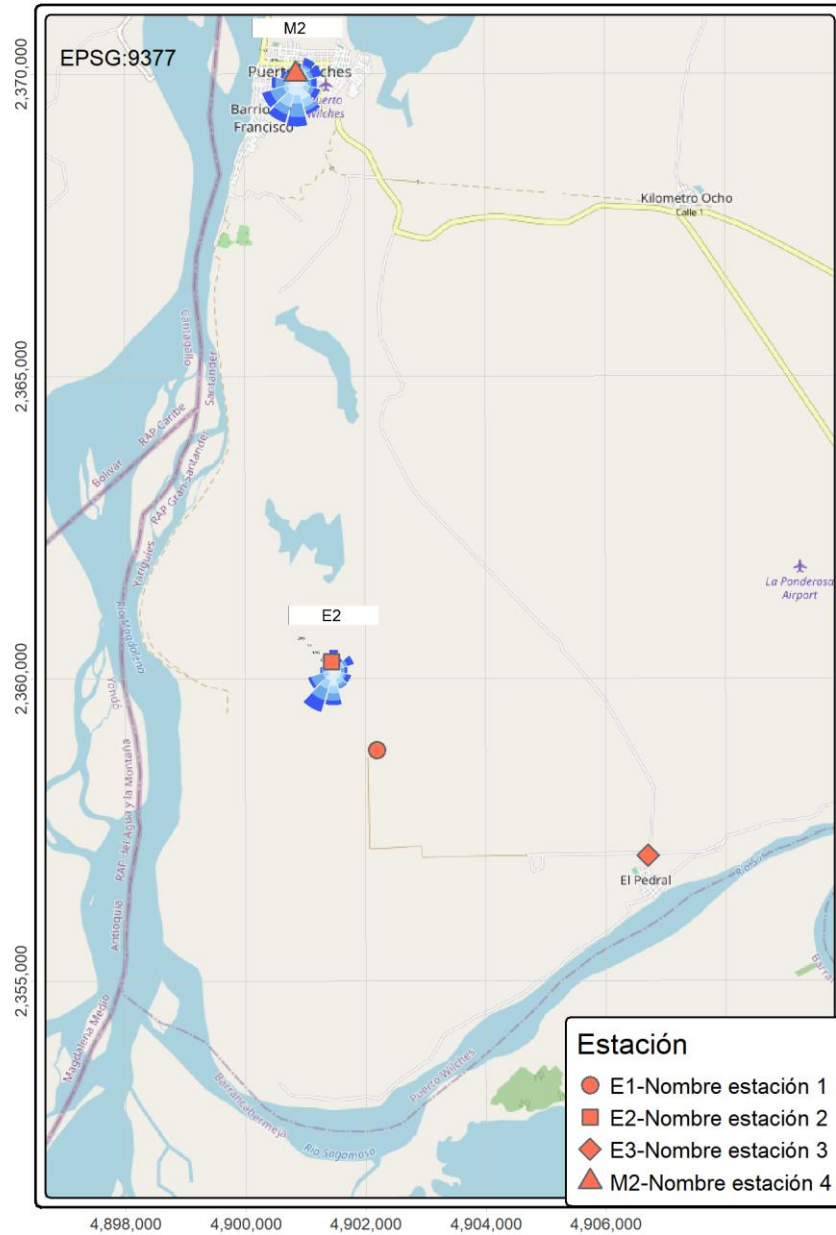 M2
EPSG:9377
Puerto Wilches
Puerto
Wilches
Barrio
Francisco
Kilometro Ocho
Calle 1
Cantagallo
Santander
RAP Caribe
Bolívar
RAP Gran Santander
Yariguíes
La Ponderosa
Airport
E2
Río Magdalena
Yondó
RAP del Agua y la Montaña
Antioquia
El Pedral
Magdalena Medio
Puerto Wilches
Barrancabermeja
Río Sogamoso
Estación
E1-Nombre estación 1
E2-Nombre estación 2
E3-Nombre estación 3
M2-Nombre estación 4
2,370,000
2,365,000
2,360,000
2,355,000
4,898,000
4,900,000
4,902,000
4,904,000
4,906,000